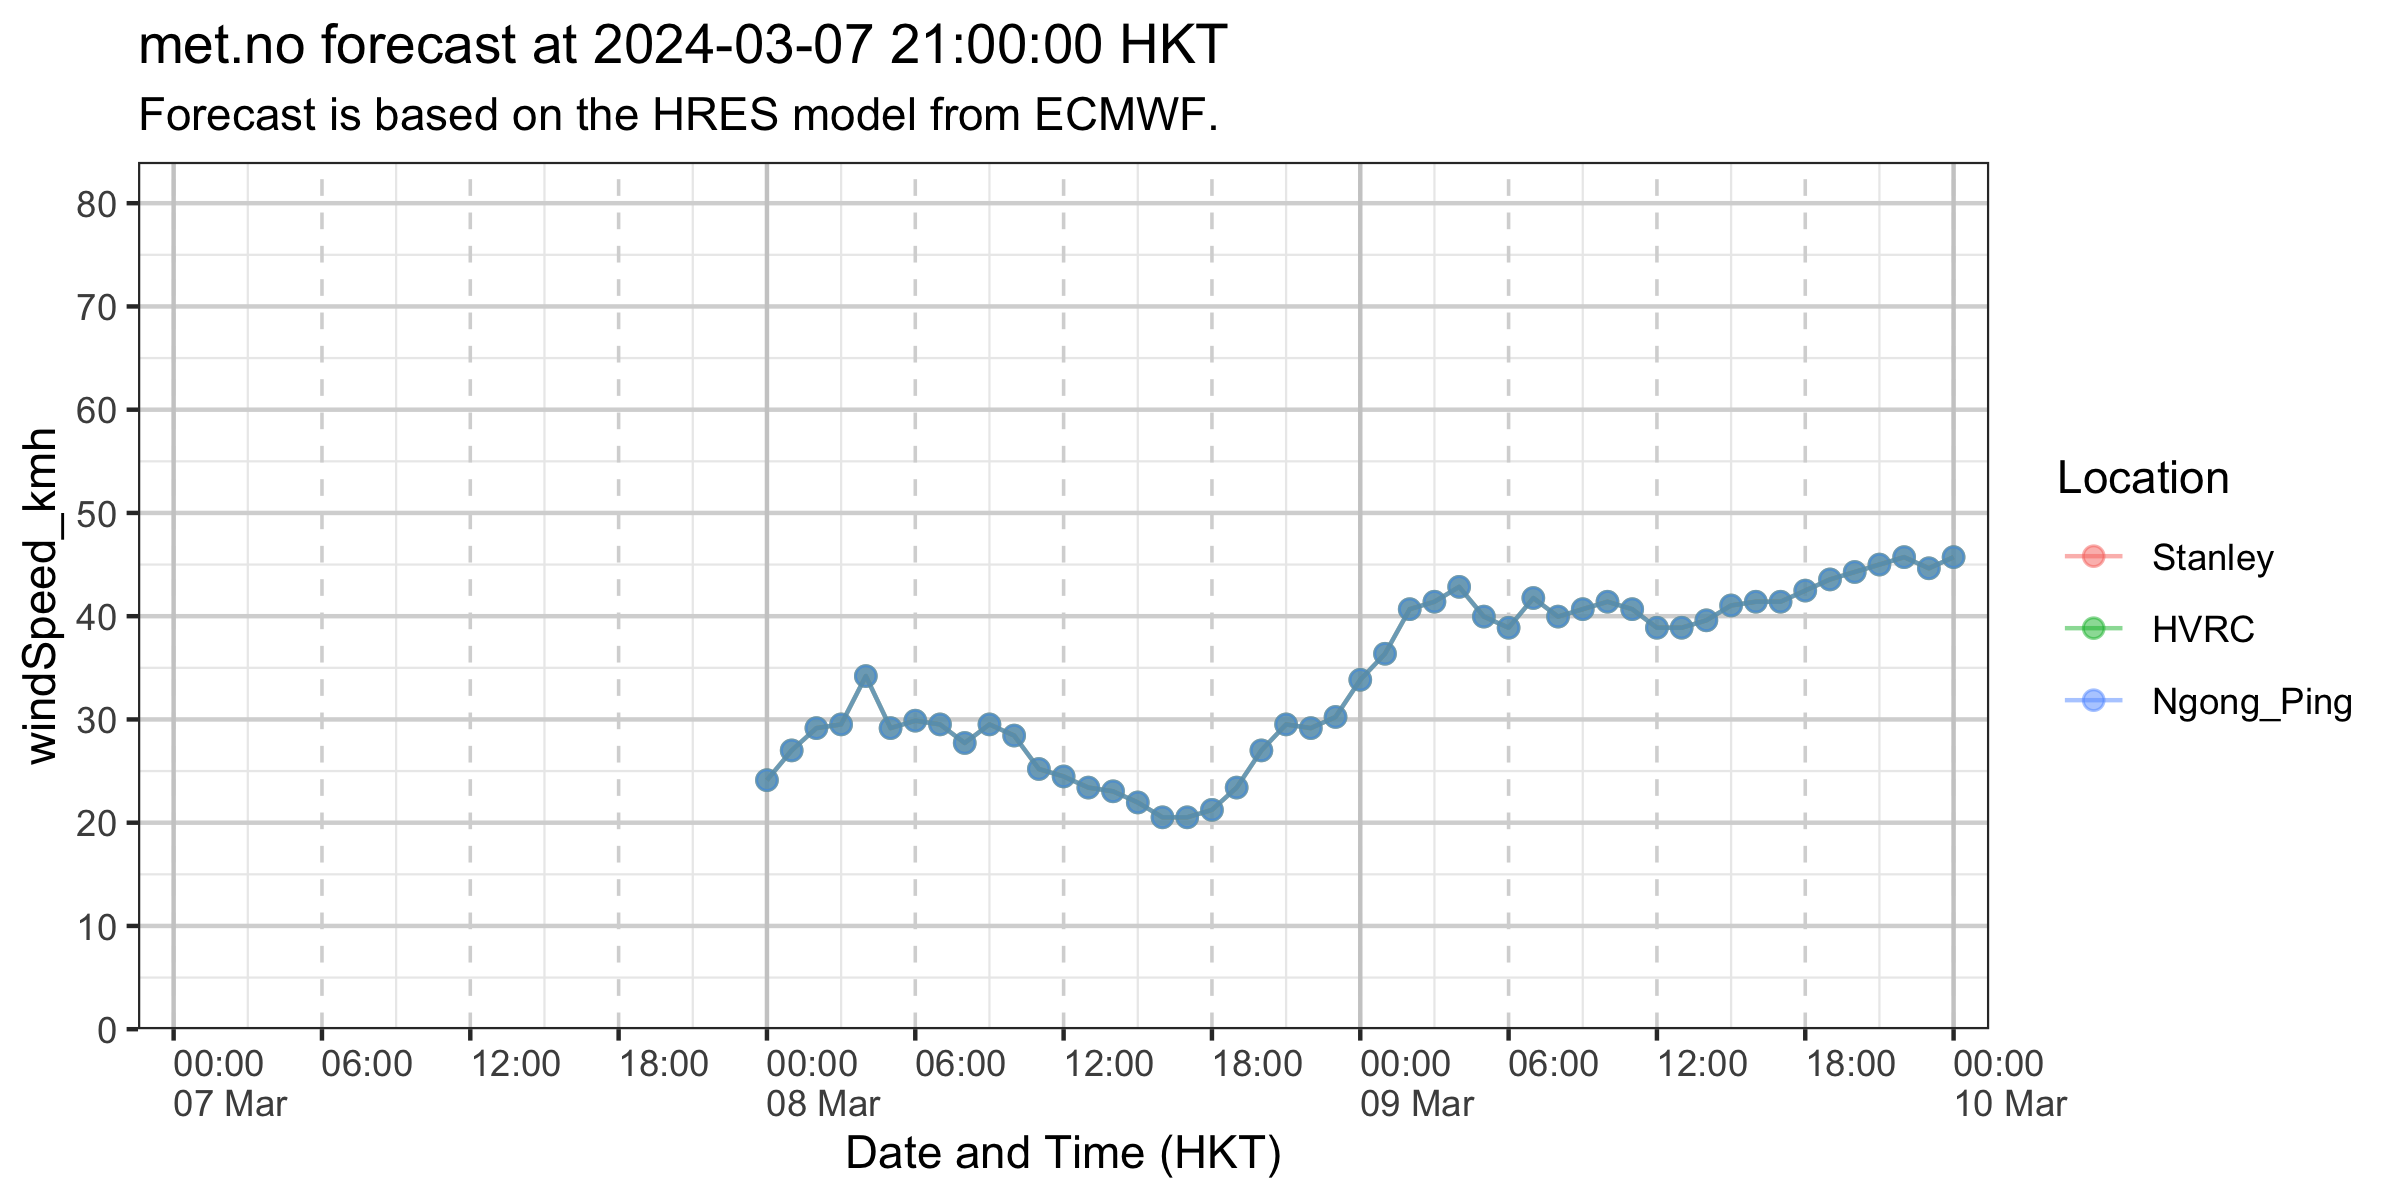 met.no forecast at 2024-03-07 21:00:00 HKT
Forecast is based on the HRES model from ECMWF.
windSpeed_kmh
80
70
60
50
40
30
20
10
0
00:00 06:00 12:00 18:00 00:00 06:00 12:00 18:00 00:00 06:00 12:00 18:00 00:00
07 Mar 08 Mar 09 Mar 10 Mar
Date and Time (HKT)
Location
Stanley
HVRC
Ngong_Ping